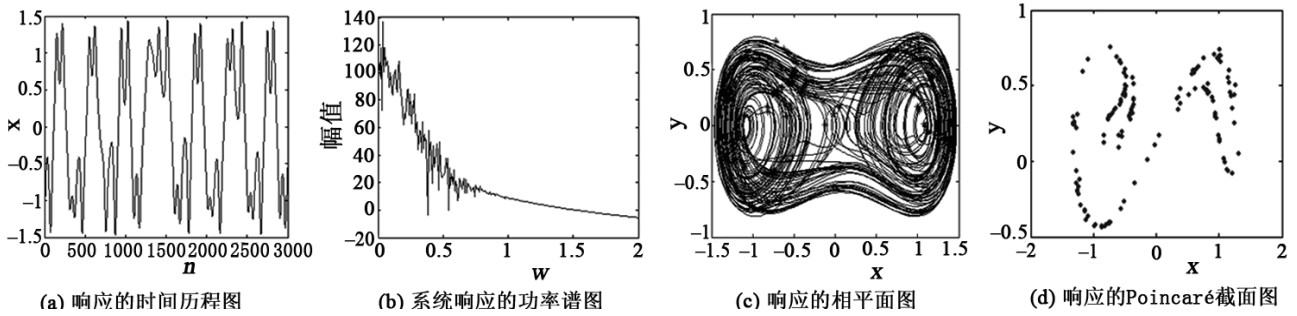 1.5
1
0.5
0
−0.5
−1
−1.5
x
0 500 1000 1500 2000 2500 3000
n
(a) 响应的时间历程图
140
120
100
80
60
40
20
0
−20
幅值
0 0.5 1 1.5 2
w
(b) 系统响应的功率谱图
1
0.5
0
−0.5
−1
y
−1.5 −1 −0.5 0 0.5 1 1.5
x
(c) 响应的相平面图
1
0.5
0
−0.5
y
−2 −1 0 1 2
x
(d) 响应的Poincaré截面图